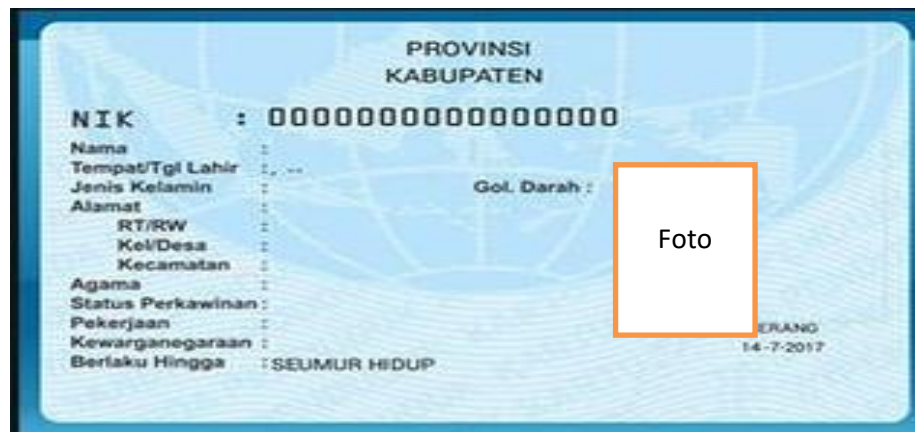 PROVINSI
KABUPATEN
NIK : 0000000000000000
Nama :
Tempat/Tgl Lahir :, --
Jenis Kelamin : Gol. Darah :
Alamat :
RT/RW :
Kel/Desa :
Kecamatan :
Agama :
Status Perkawinan :
Pekerjaan :
Kewarganegaraan :
Berlaku Hingga : SEUMUR HIDUP
Foto
ERANG
14-7-2017